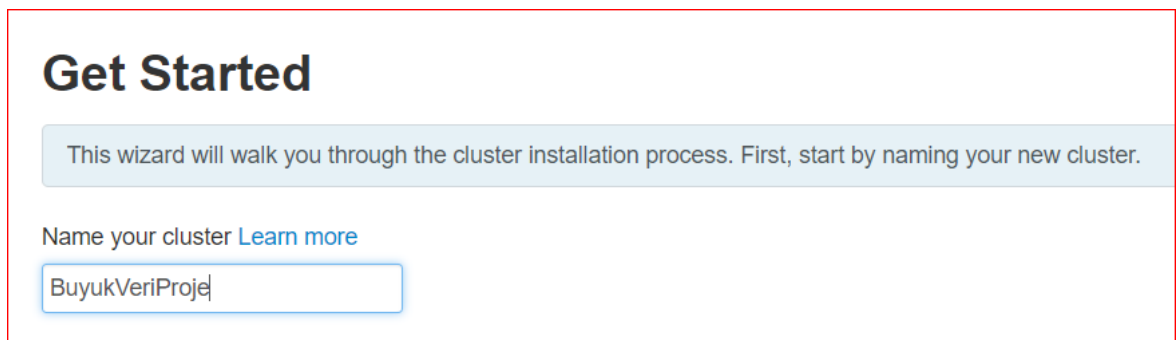 Get Started
This wizard will walk you through the cluster installation process. First, start by naming your new cluster.
Name your cluster Learn more
BuyukVeriProje